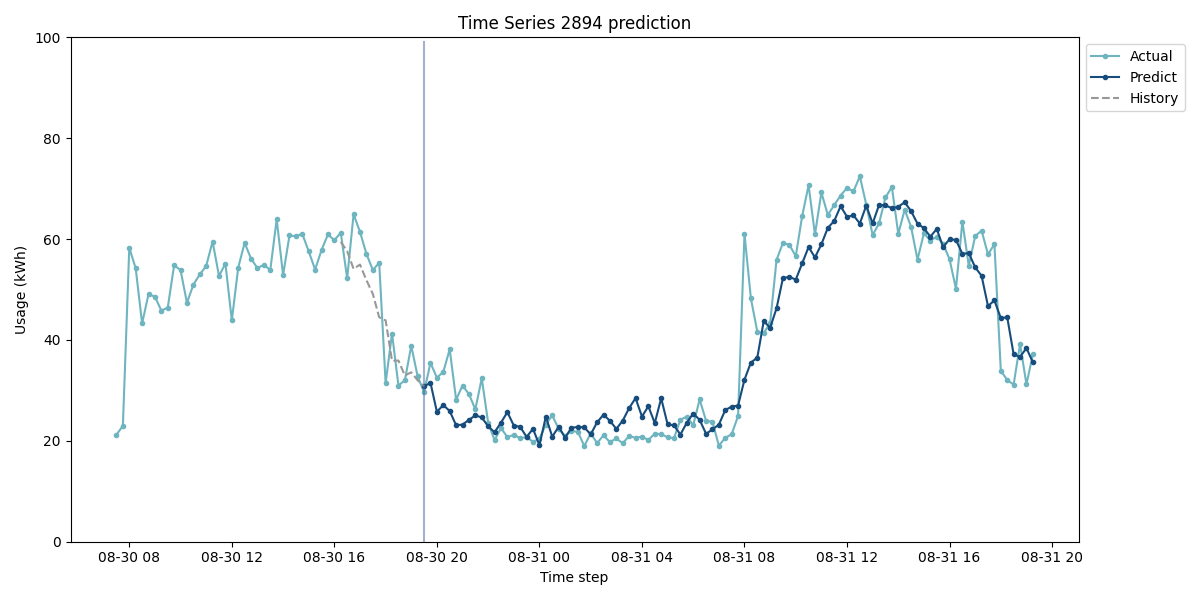 Time Series 2894 prediction
Usage (kWh)
100
80
60
40
20
0
08-30 08
08-30 12
08-30 16
08-30 20
08-31 00
08-31 04
08-31 08
08-31 12
08-31 16
08-31 20
Time step
Actual
Predict
History